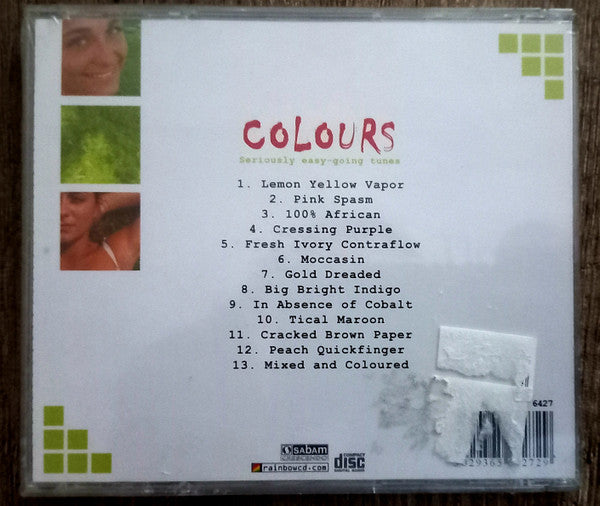 COLOURS
Seriously easy-going tunes
1. Lemon Yellow Vapor
2. Pink Spasm
3. 100% African
4. Cressing Purple
5. Fresh Ivory Contraflow
6. Moccasin
7. Gold Dreaded
8. Big Bright Indigo
9. In Absence of Cobalt
10. Tical Maroon
11. Cracked Brown Paper
12. Peach Quickfinger
13. Mixed and Coloured
6427
sabam
CRESCENDO
COMPACT
disc
DIGITAL AUDIO
rainbowcd.com